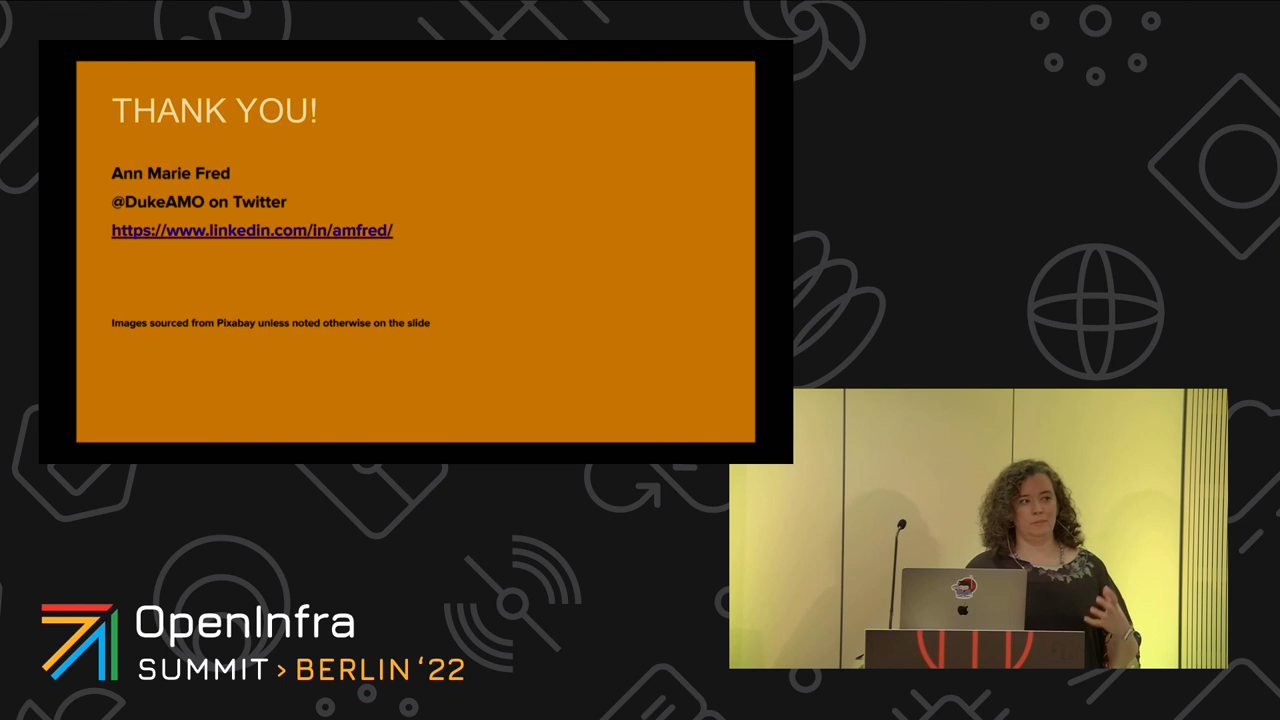 THANK YOU!
Ann Marie Fred
@DukeAMO on Twitter
https://www.linkedin.com/in/amfred/
Images sourced from Pixabay unless noted otherwise on the slide
OpenInfra
SUMMIT > BERLIN ‘22